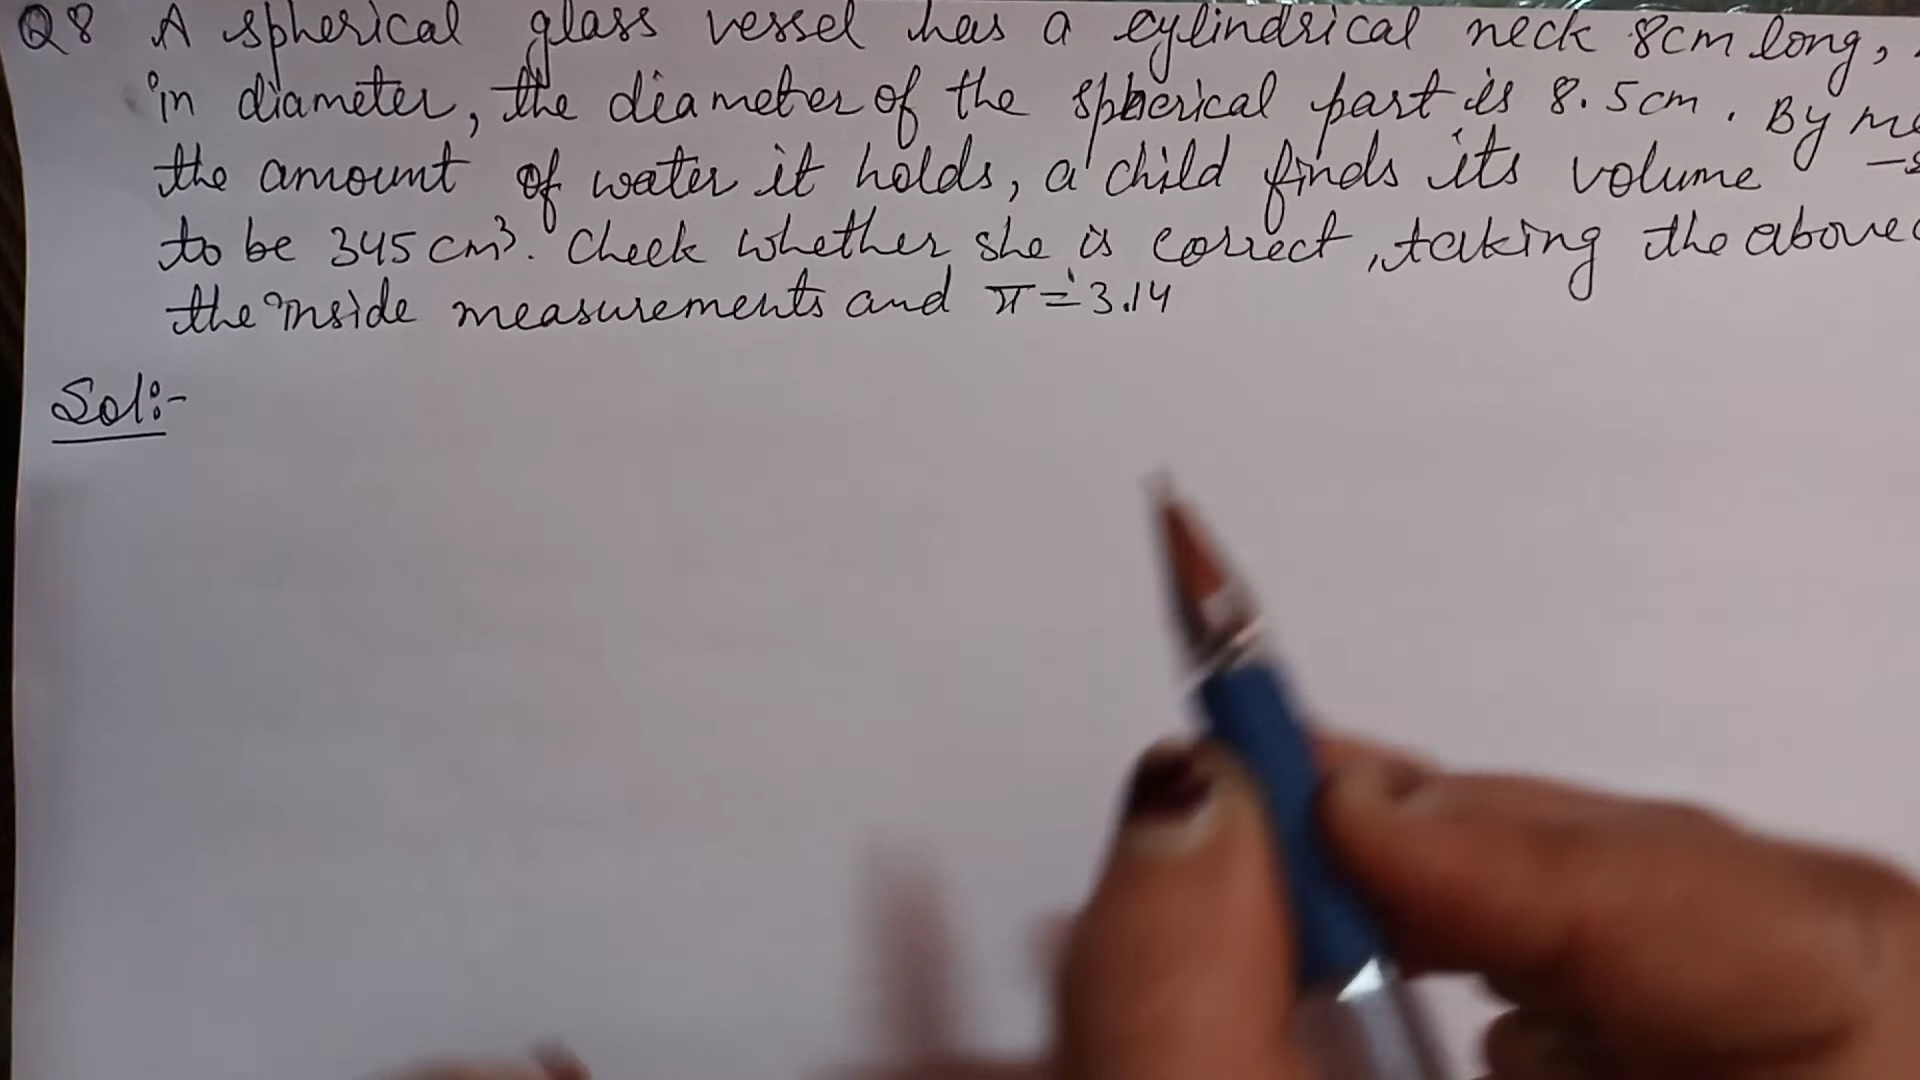 Q8 A spherical glass vessel has a cylindrical neck 8cm long,
in diameter, the diameter of the spherical part is 8.5cm. By
the amount of water it holds, a child finds its volume
to be 345 cm³. Check whether she is correct, taking the above
the inside measurements and π = 3.14
Sol:-